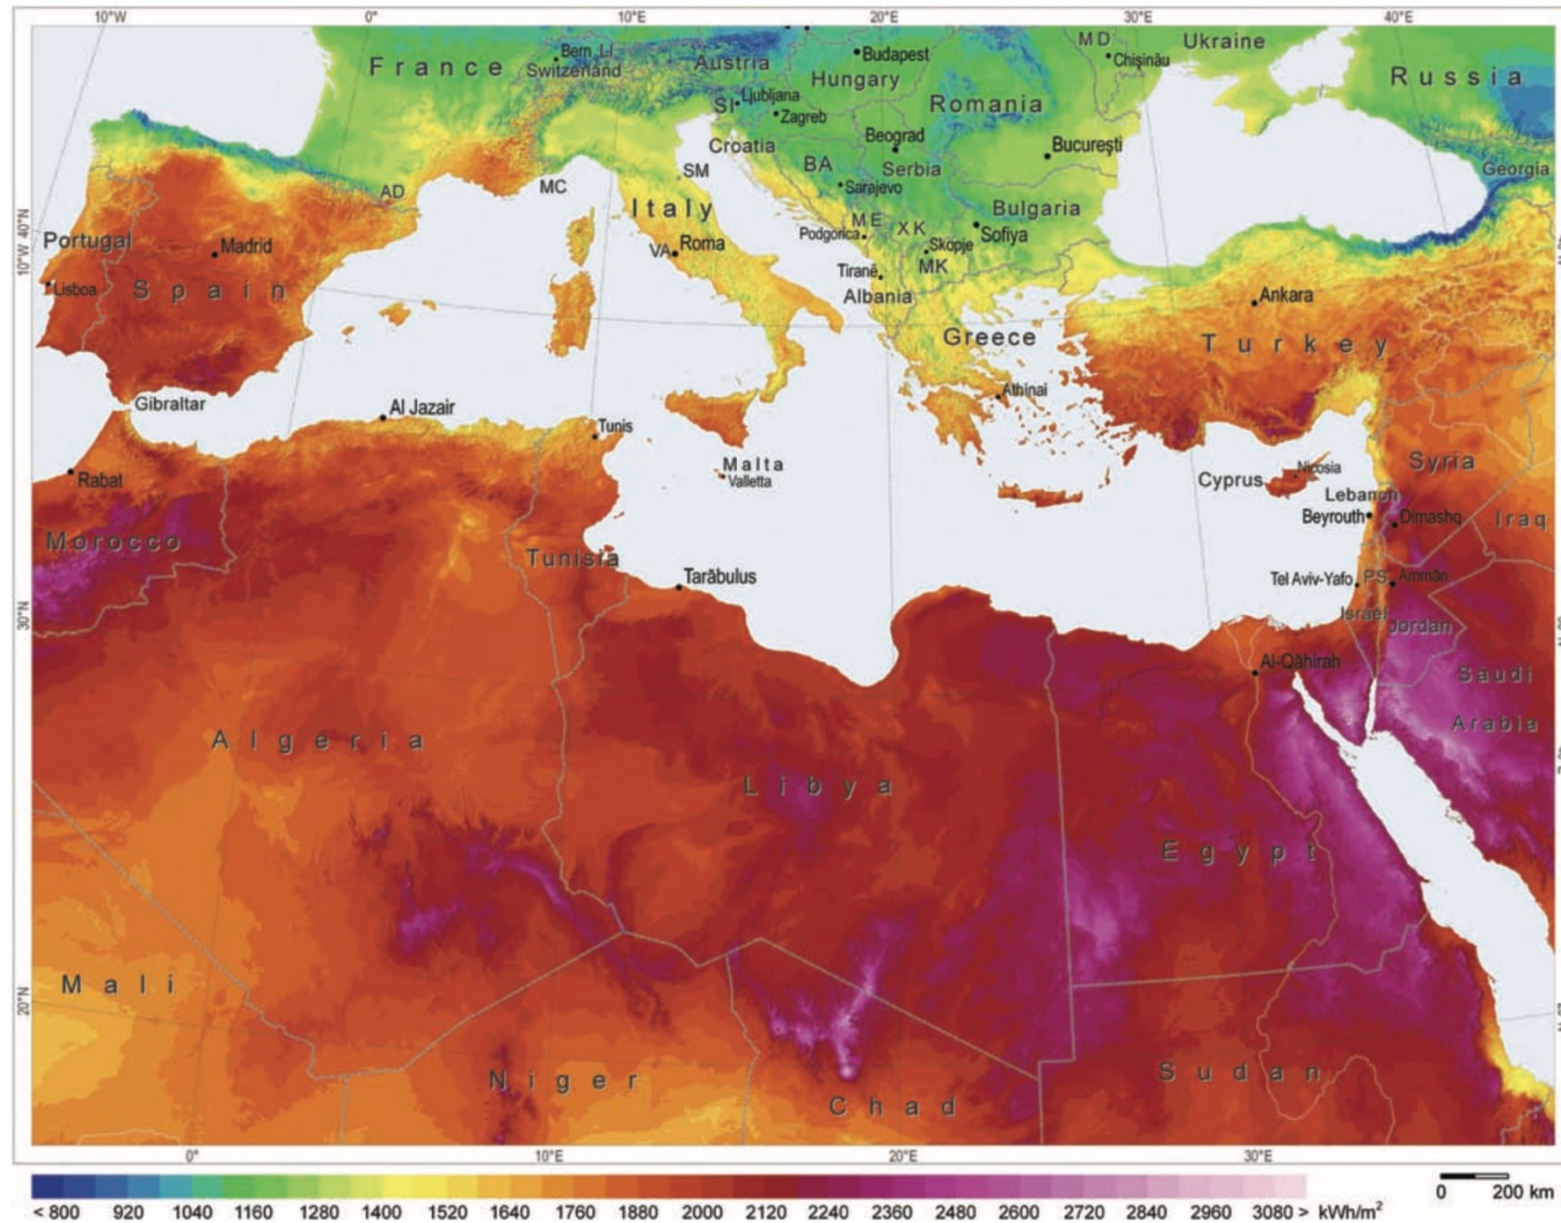 10°W 0° 10°E 20°E 30°E 40°E
Bern LI
Switzerland
France
Austria
Budapest
Hungary
MD
Chişinău
Ukraine
Russia
SI
Ljubljana
Zagreb
Romania
Croatia
Beograd
BA
Serbia
Sarajevo
Bucureşti
Georgia
AD
MC
SM
Italy
ME
XK
Podgorica
Bulgaria
Sofiya
Skopje
MK
40°N
10°W
Portugal
Madrid
Lisboa
Spain
VA
Roma
Tiranë
Albania
Ankara
Greece
Turkey
Athinai
Gibraltar
Al Jazair
Tunis
Rabat
Malta
Valletta
Cyprus
Nicosia
Syria
Lebanon
Beyrouth
Dimashq
Iraq
Morocco
Tunisia
Tarābulus
Tel Aviv-Yafo
PS
Ammān
Israel
Jordan
30°N
Al-Qāhirah
Saudi
Arabia
Algeria
Libya
Egypt
Mali
20°N
Niger
Chad
Sudan
0° 10°E 20°E 30°E
< 800 920 1040 1160 1280 1400 1520 1640 1760 1880 2000 2120 2240 2360 2480 2600 2720 2840 2960 3080 > kWh/m²
0 200 km